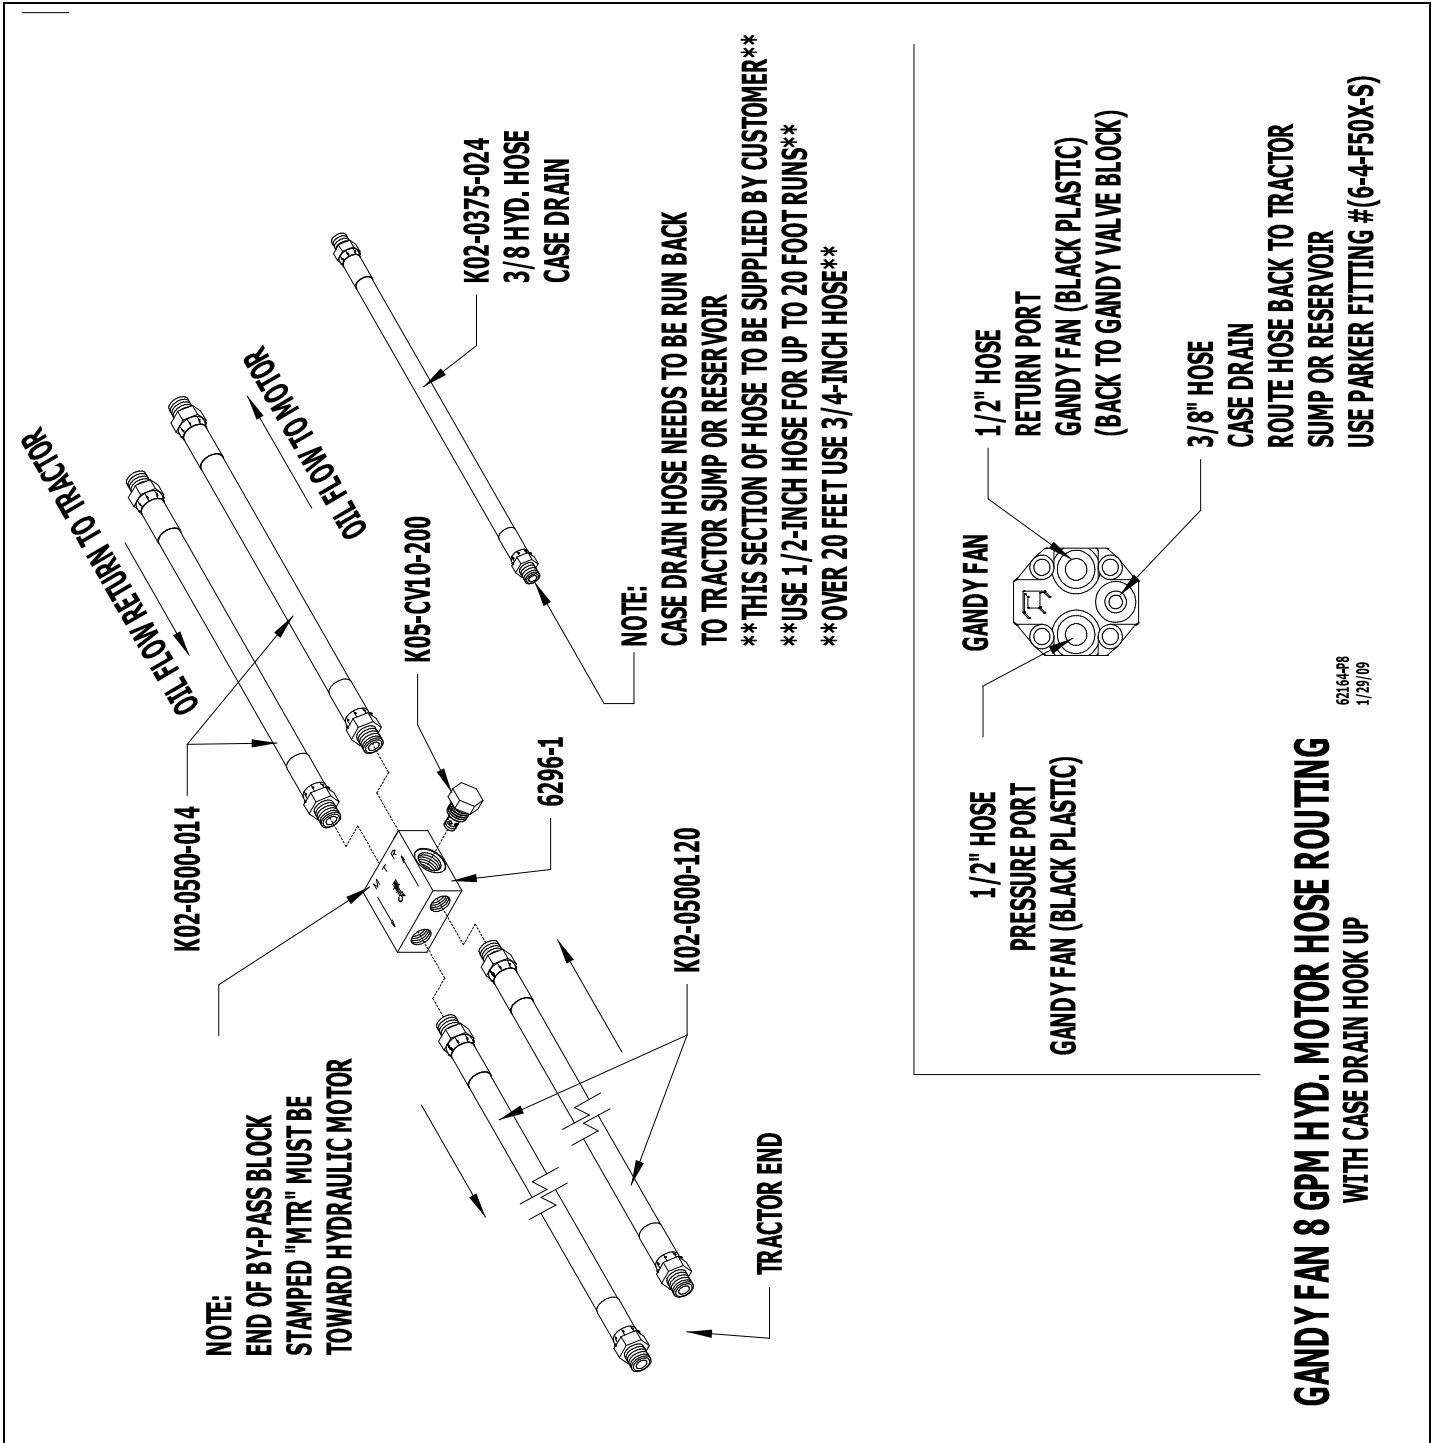 NOTE:
END OF BY-PASS BLOCK
STAMPED "MTR" MUST BE
TOWARD HYDRAULIC MOTOR
K02-0500-014
OIL FLOW RETURN TO TRACTOR
OIL FLOW TO MOTOR
K02-0375-024
3/8 HYD. HOSE
CASE DRAIN
K05-CV10-200
6296-1
M T R
K02-0500-120
TRACTOR END
NOTE:
CASE DRAIN HOSE NEEDS TO BE RUN BACK
TO TRACTOR SUMP OR RESERVOIR
**THIS SECTION OF HOSE TO BE SUPPLIED BY CUSTOMER**
**USE 1/2-INCH HOSE FOR UP TO 20 FOOT RUNS**
**OVER 20 FEET USE 3/4-INCH HOSE**
GANDY FAN
1/2" HOSE
PRESSURE PORT
GANDY FAN (BLACK PLASTIC)
1/2" HOSE
RETURN PORT
GANDY FAN (BLACK PLASTIC)
(BACK TO GANDY VALVE BLOCK)
3/8" HOSE
CASE DRAIN
ROUTE HOSE BACK TO TRACTOR
SUMP OR RESERVOIR
USE PARKER FITTING #(6-4-F50X-S)
GANDY FAN 8 GPM HYD. MOTOR HOSE ROUTING
WITH CASE DRAIN HOOK UP
62164-P8
1/29/09